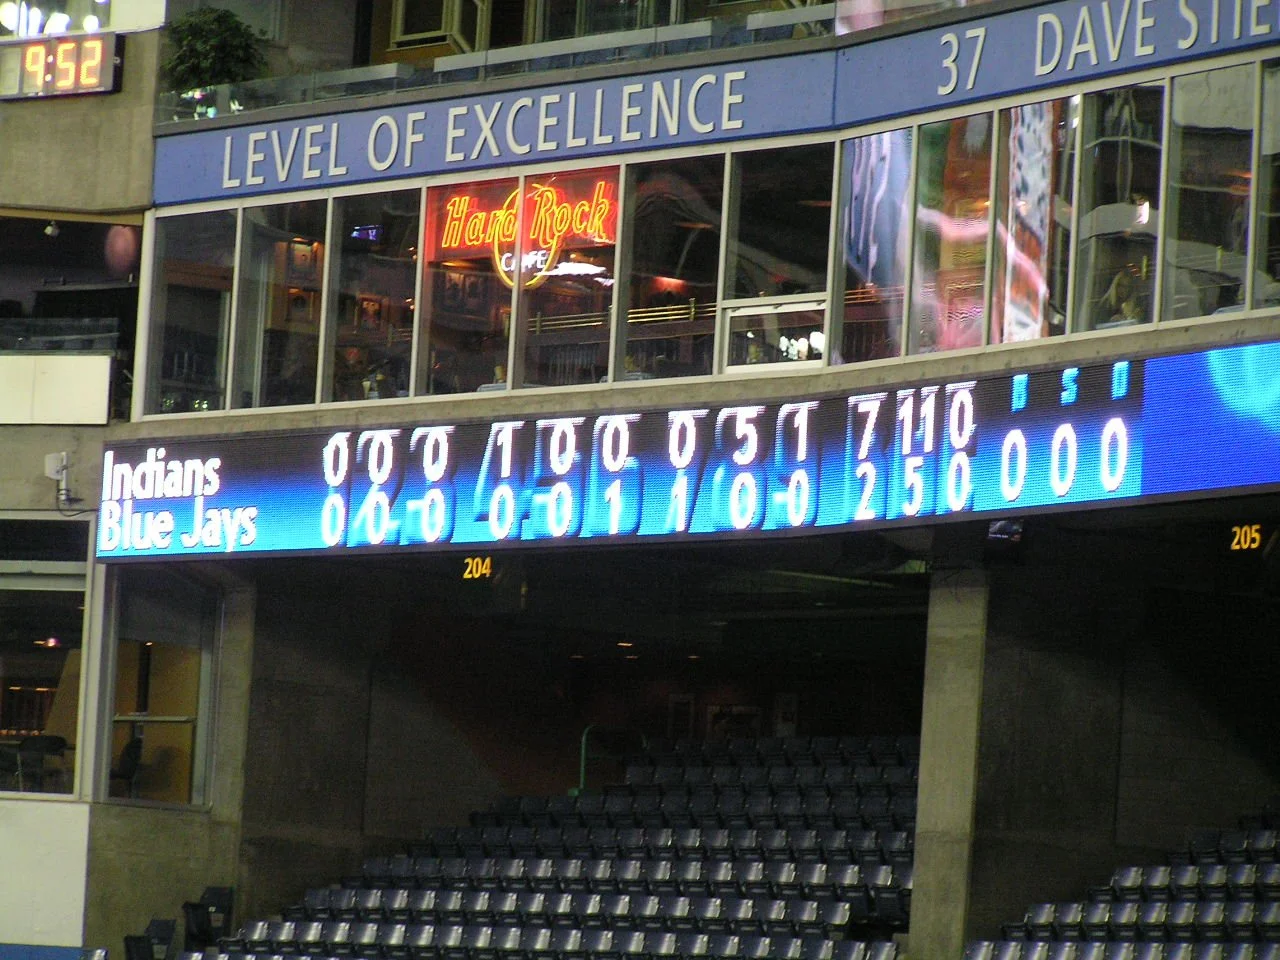 9:52
LEVEL OF EXCELLENCE
37 DAVE STIE
Hard Rock
CAFE
B S O
Indians 0 0 0 1 0 0 0 5 1 7 11 0
Blue Jays 0 0 0 0 0 1 1 0 0 2 5 0 0 0 0
204
205